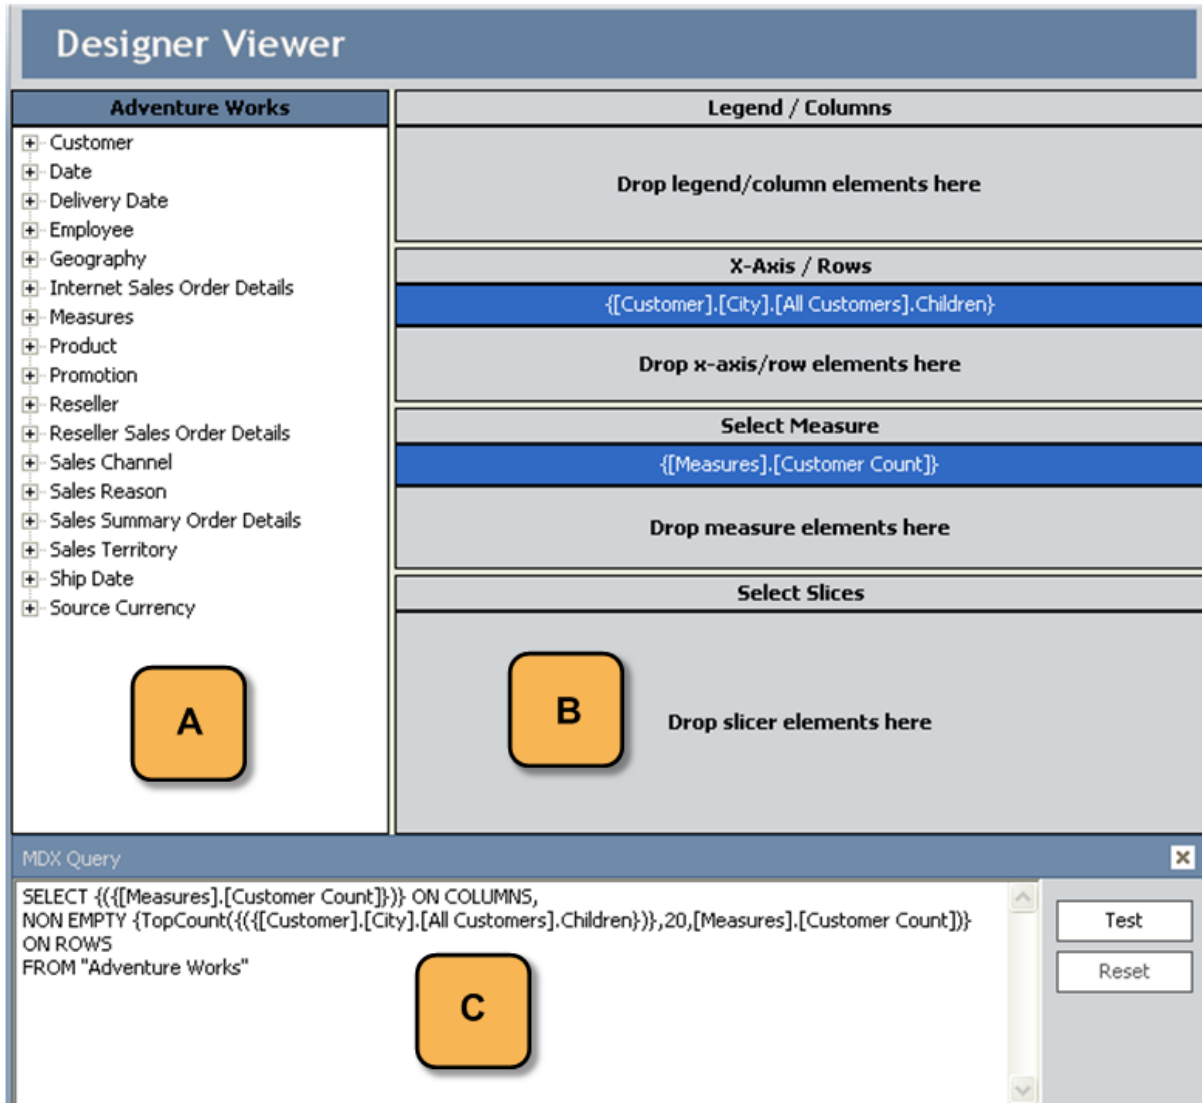 Designer Viewer
Adventure Works
Customer
Date
Delivery Date
Employee
Geography
Internet Sales Order Details
Measures
Product
Promotion
Reseller
Reseller Sales Order Details
Sales Channel
Sales Reason
Sales Summary Order Details
Sales Territory
Ship Date
Source Currency
A
Legend / Columns
Drop legend/column elements here
X-Axis / Rows
{[Customer].[City].[All Customers].Children}
Drop x-axis/row elements here
Select Measure
{[Measures].[Customer Count]}
Drop measure elements here
Select Slices
B
Drop slicer elements here
MDX Query
SELECT {({[Measures].[Customer Count]})} ON COLUMNS,
NON EMPTY {TopCount({({[Customer].[City].[All Customers].Children})},20,[Measures].[Customer Count])}
ON ROWS
FROM "Adventure Works"
C
Test
Reset